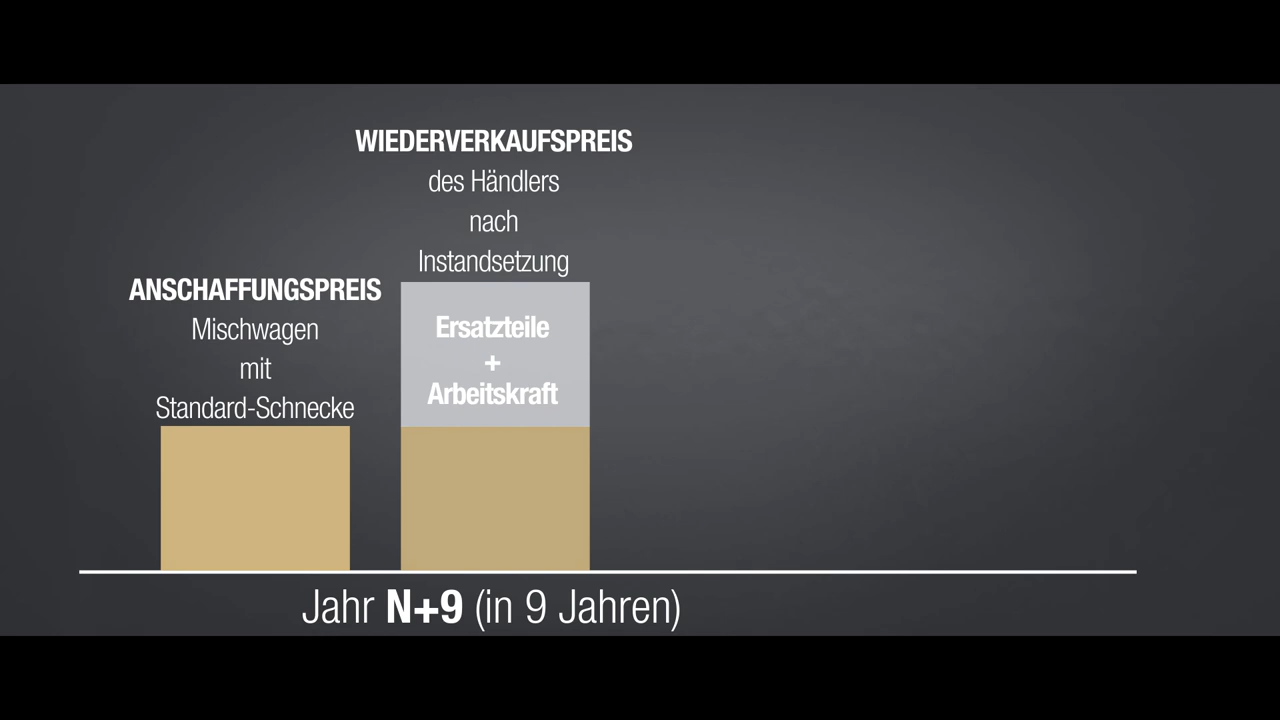 WIEDERVERKAUFSPREIS
des Händlers
nach
Instandsetzung
ANSCHAFFUNGSPREIS
Mischwagen
mit
Standard-Schnecke
Ersatzteile
+
Arbeitskraft
Jahr N+9 (in 9 Jahren)